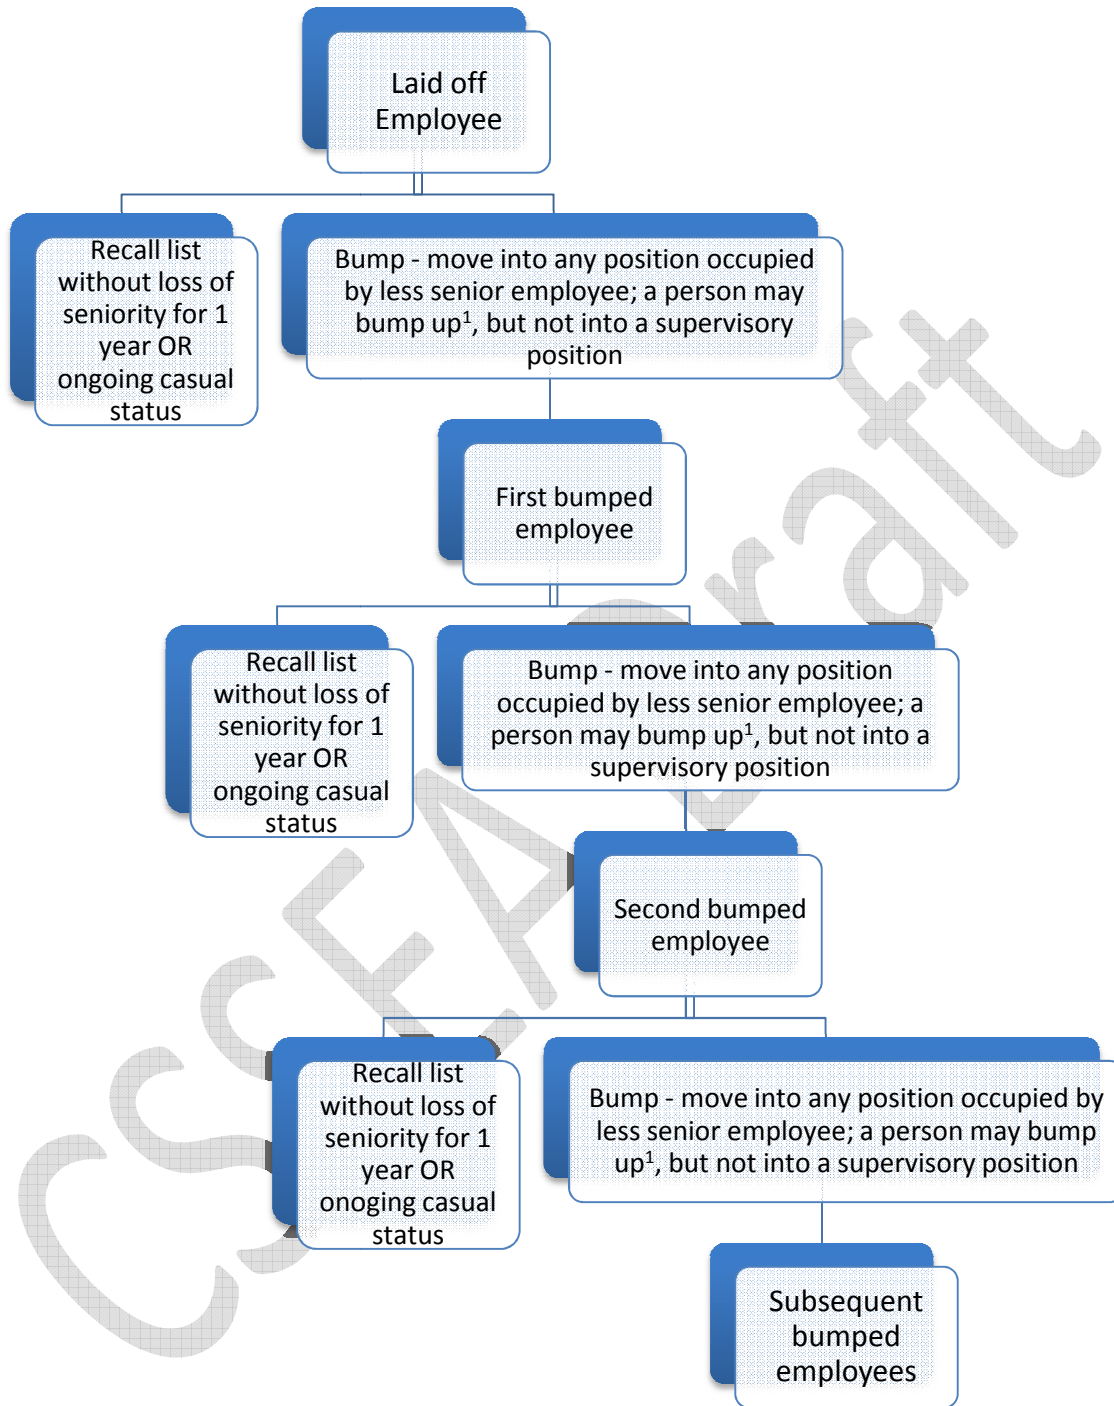 Laid off
Employee
Recall list
without loss of
seniority for 1
year OR
ongoing casual
status
Bump - move into any position occupied
by less senior employee; a person may
bump up¹, but not into a supervisory
position
First bumped
employee
Recall list
without loss of
seniority for 1
year OR
ongoing casual
status
Bump - move into any position
occupied by less senior employee; a
person may bump up¹, but not into a
supervisory position
Second bumped
employee
Recall list
without loss of
seniority for 1
year OR
onoging casual
status
Bump - move into any position occupied by
less senior employee; a person may bump
up¹, but not into a supervisory position
Subsequent
bumped
employees
CSSEA Draft